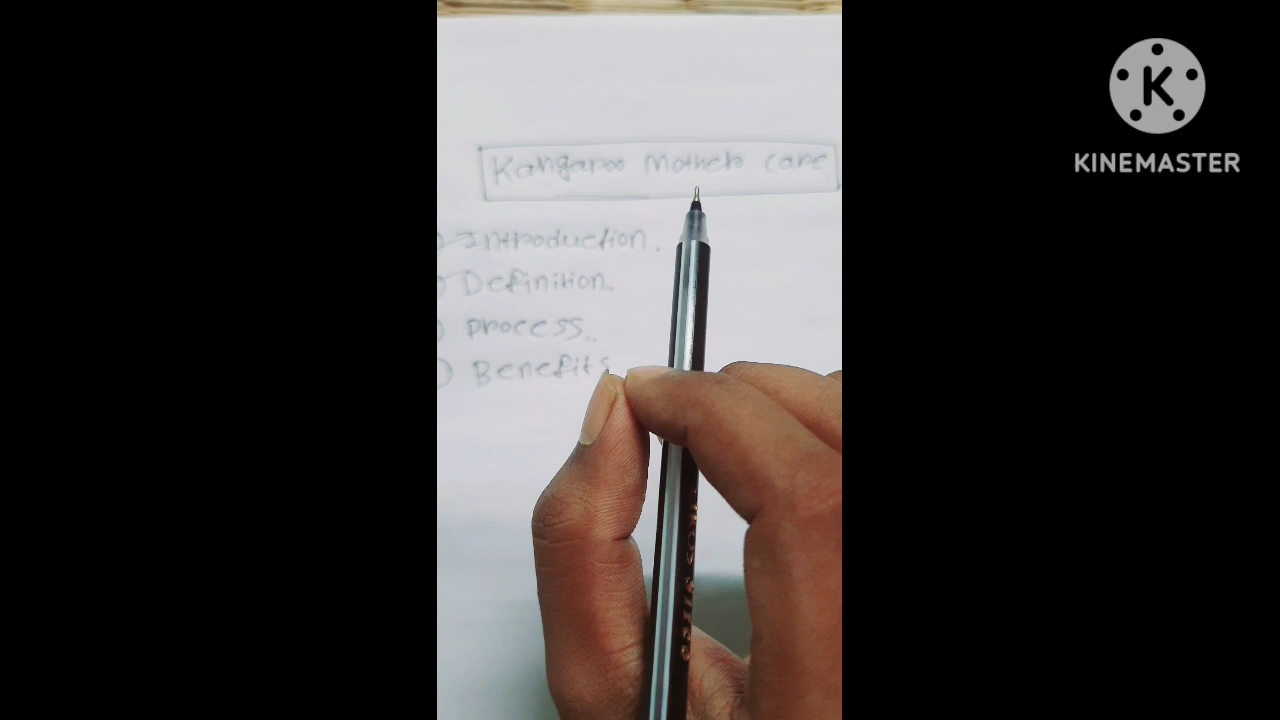 Kangaroo Mother care
Introduction.
Definition.
Process..
Benefits
KINEMASTER